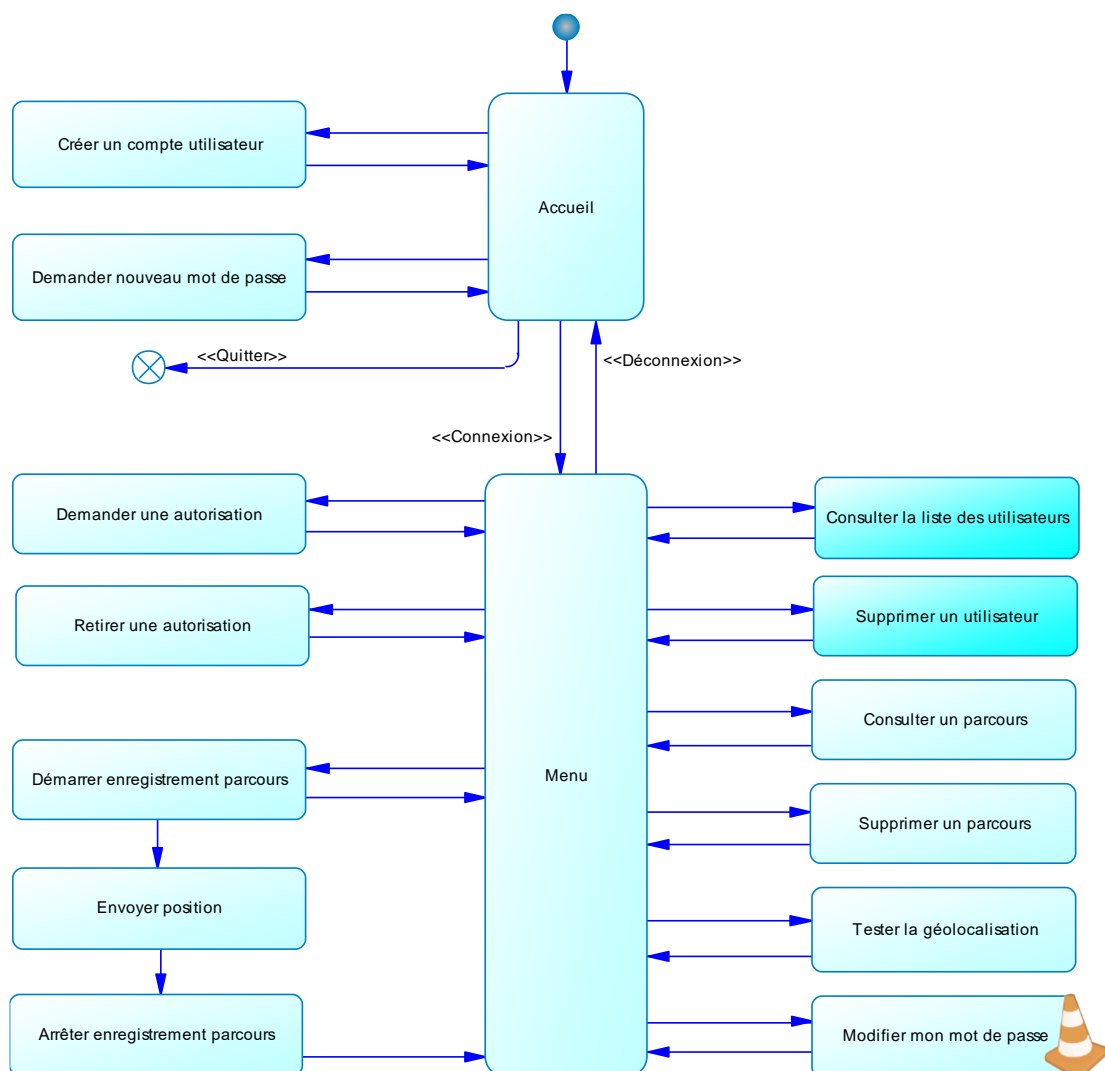 Créer un compte utilisateur
Accueil
Demander nouveau mot de passe
<<Quitter>>
<<Déconnexion>>
<<Connexion>>
Demander une autorisation
Consulter la liste des utilisateurs
Retirer une autorisation
Supprimer un utilisateur
Consulter un parcours
Démarrer enregistrement parcours
Menu
Supprimer un parcours
Envoyer position
Tester la géolocalisation
Arrêter enregistrement parcours
Modifier mon mot de passe